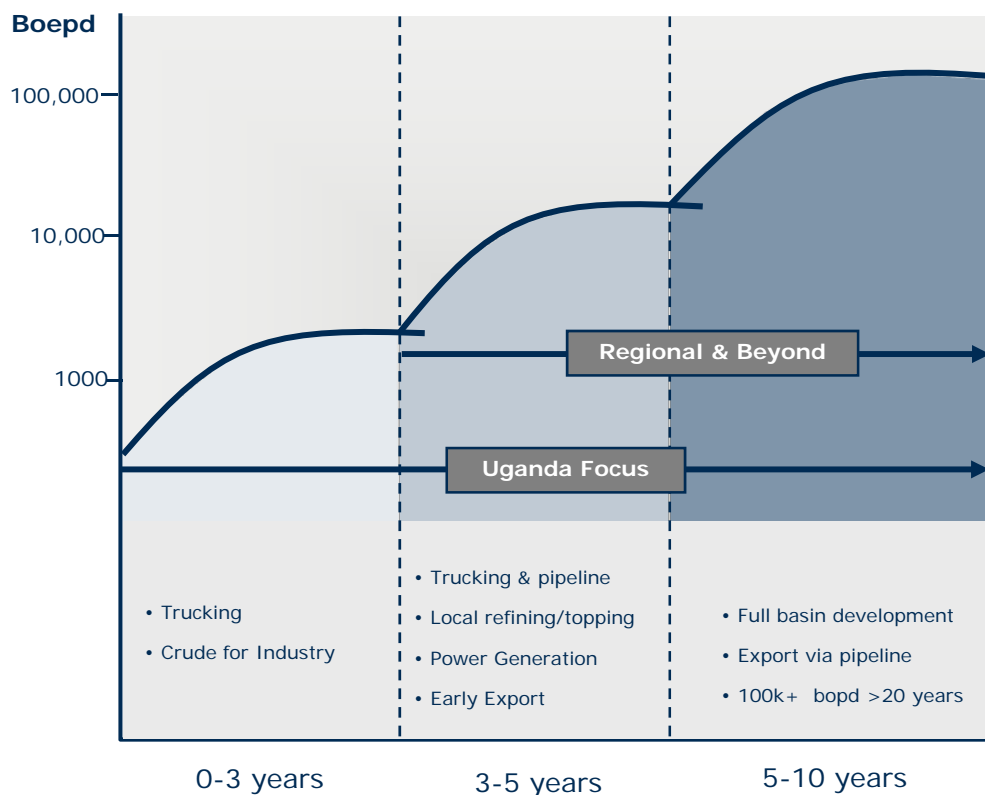 Boepd
100,000
10,000
1000
Regional & Beyond
Uganda Focus
• Trucking
• Crude for Industry
• Trucking & pipeline
• Local refining/topping
• Power Generation
• Early Export
• Full basin development
• Export via pipeline
• 100k+ bopd >20 years
0-3 years
3-5 years
5-10 years